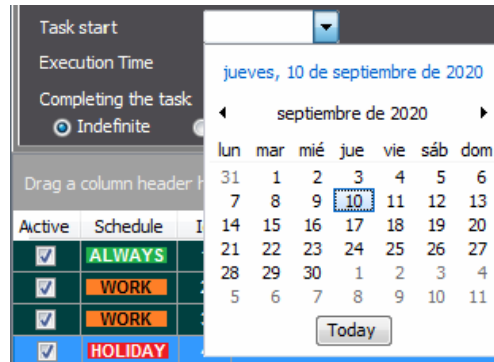 Task start
Execution Time
Completing the task
Indefinite
jueves, 10 de septiembre de 2020
septiembre de 2020
lun mar mié jue vie sáb dom
31 1 2 3 4 5 6
7 8 9 10 11 12 13
14 15 16 17 18 19 20
21 22 23 24 25 26 27
28 29 30 1 2 3 4
5 6 7 8 9 10 11
Today
Drag a column header
Active Schedule
ALWAYS
WORK
WORK
HOLIDAY